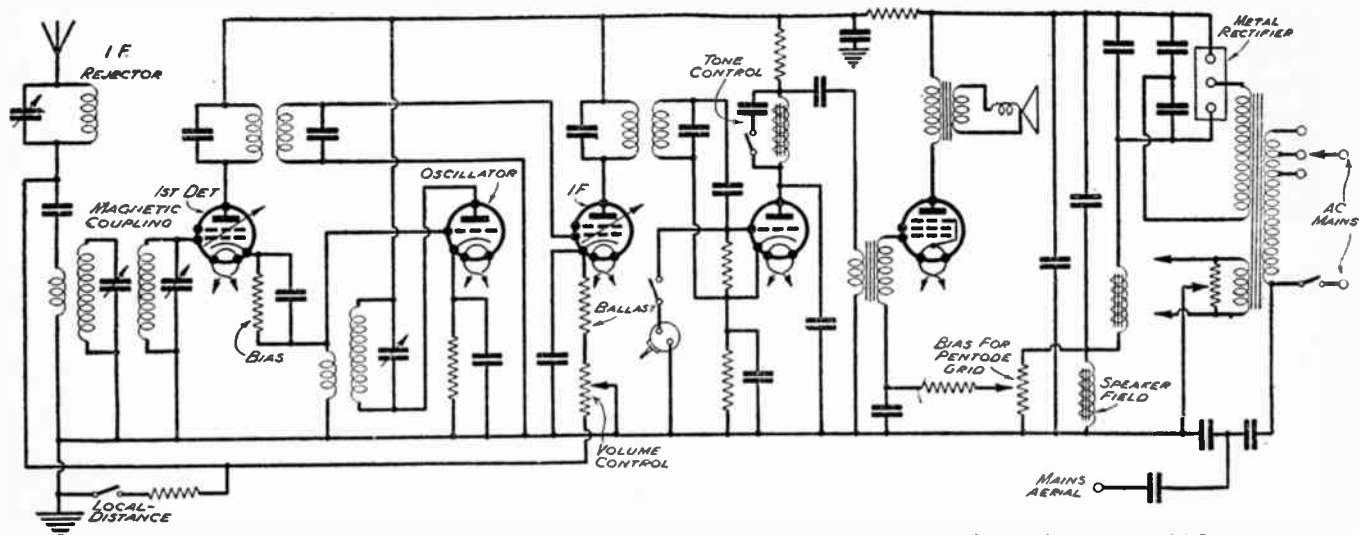 I F.
REJECTOR
1ST DET
MAGNETIC
COUPLING
BIAS
OSCILLATOR
IF
BALLAST
VOLUME
CONTROL
TONE
CONTROL
BIAS FOR
PENTODE
GRID
SPEAKER
FIELD
METAL
RECTIFIER
AC
MAINS
MAINS
AERIAL
LOCAL-
DISTANCE